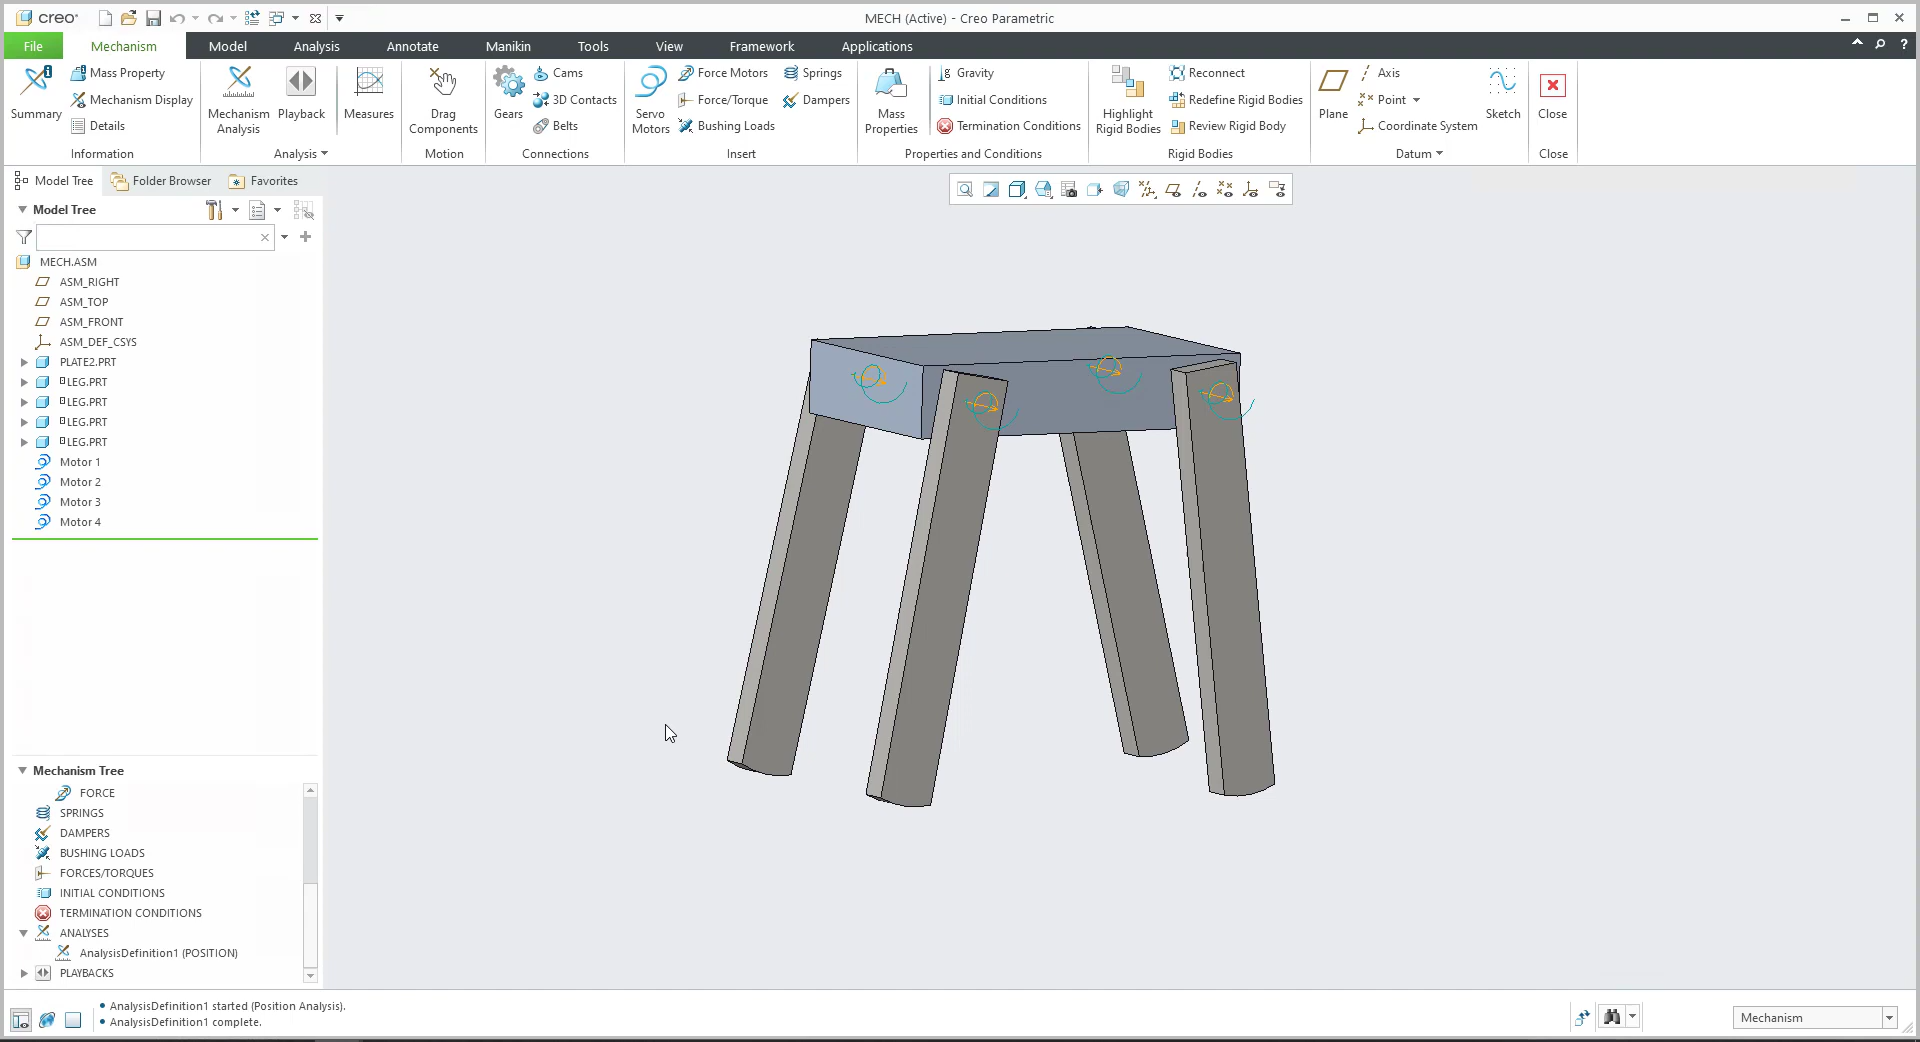 creo
MECH (Active) - Creo Parametric
File
Mechanism
Model
Analysis
Annotate
Manikin
Tools
View
Framework
Applications
Summary
Mass Property
Mechanism Display
Details
Information
Mechanism
Analysis
Playback
Measures
Analysis
Drag
Components
Motion
Gears
Cams
3D Contacts
Belts
Connections
Servo
Motors
Force Motors
Force/Torque
Bushing Loads
Springs
Dampers
Insert
Mass
Properties
Gravity
Initial Conditions
Termination Conditions
Properties and Conditions
Highlight
Rigid Bodies
Reconnect
Redefine Rigid Bodies
Review Rigid Body
Rigid Bodies
Plane
Axis
Point
Coordinate System
Sketch
Datum
Close
Close
Model Tree
Folder Browser
Favorites
Model Tree
MECH.ASM
ASM_RIGHT
ASM_TOP
ASM_FRONT
ASM_DEF_CSYS
PLATE2.PRT
LEG.PRT
LEG.PRT
LEG.PRT
LEG.PRT
Motor 1
Motor 2
Motor 3
Motor 4
Mechanism Tree
FORCE
SPRINGS
DAMPERS
BUSHING LOADS
FORCES/TORQUES
INITIAL CONDITIONS
TERMINATION CONDITIONS
ANALYSES
AnalysisDefinition1 (POSITION)
PLAYBACKS
• AnalysisDefinition1 started (Position Analysis).
• AnalysisDefinition1 complete.
Mechanism